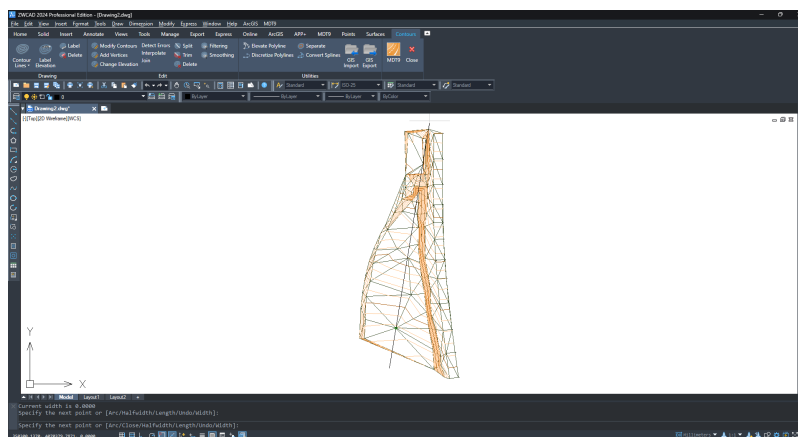 ZWCAD 2024 Professional Edition - [Drawing2.dwg]
File Edit View Insert Format Tools Draw Dimension Modify Express Window Help ArcGIS MDT9
Home Solid Insert Annotate Views Tools Manage Export Express Online ArcGIS APP+ MDT9 Points Surfaces Contours
Contour Lines
Label Elevation
Label
Delete
Drawing
Modify Contours
Add Vertices
Change Elevation
Detect Errors
Interpolate
Join
Split
Trim
Delete
Filtering
Smoothing
Edit
Elevate Polyline
Discretize Polylines
Separate
Convert Splines
GIS Import
GIS Export
Utilities
MDT9
Close
Standard ISO-25 Standard Standard
0 ByLayer ByLayer ByLayer ByColor
Drawing2.dwg*
[-][Top][2D Wireframe][WCS]
Y
X
Model Layout1 Layout2 +
Current width is 0.0000
Specify the next point or [Arc/Halfwidth/Length/Undo/Width]:
Specify the next point or [Arc/Close/Halfwidth/Length/Undo/Width]:
millimeters